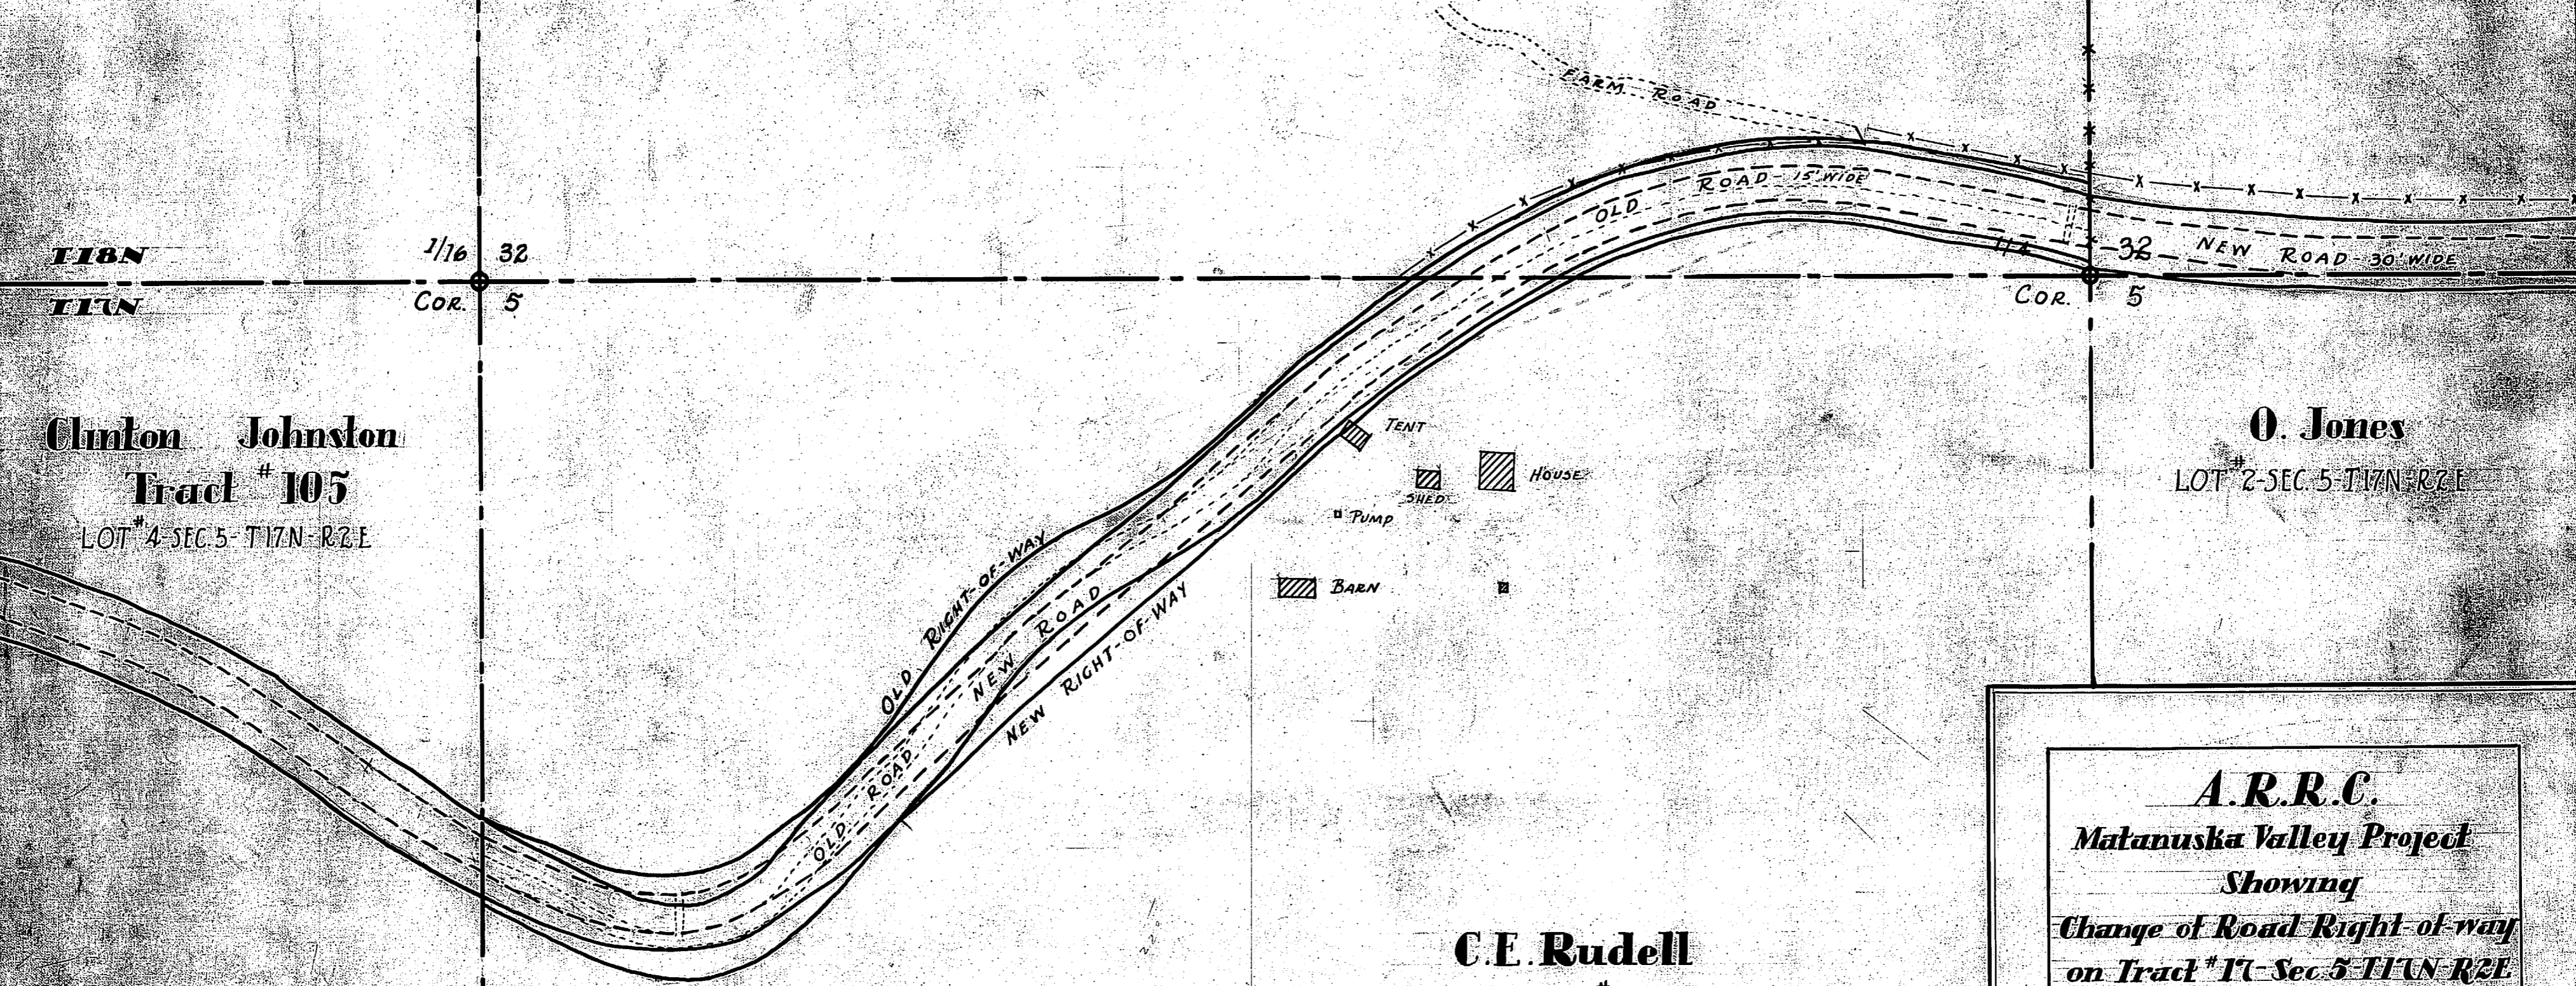 FARM ROAD
ROAD - 15' WIDE
OLD
T18N
1/16 32
T17N
COR. 5
1/4 32
NEW ROAD - 30' WIDE
COR. 5
Clinton Johnston
Tract #105
LOT #4-SEC.5-T17N-R2E
O. Jones
LOT #2-SEC.5-T17N-R2E
TENT
HOUSE
SHED
PUMP
BARN
OLD RIGHT-OF-WAY
NEW ROAD
NEW RIGHT-OF-WAY
OLD ROAD
C.E. Rudell
#
A.R.R.C.
Matanuska Valley Project
Showing
Change of Road Right-of-way
on Tract #17-Sec.5-T17N-R2E